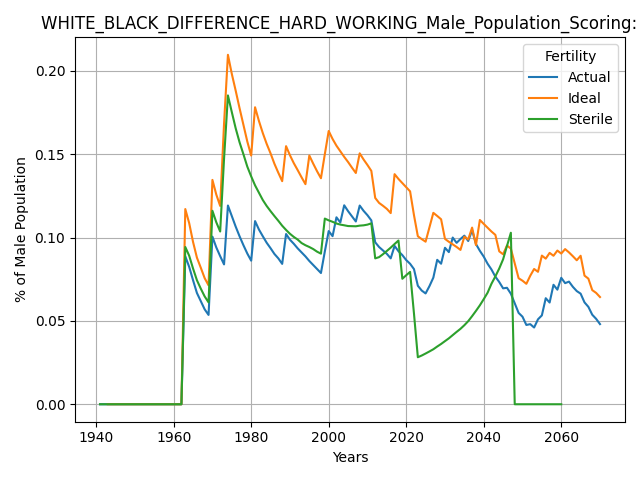 WHITE_BLACK_DIFFERENCE_HARD_WORKING_Male_Population_Scoring:
Fertility
Actual
Ideal
Sterile
% of Male Population
0.20
0.15
0.10
0.05
0.00
1940 1960 1980 2000 2020 2040 2060
Years